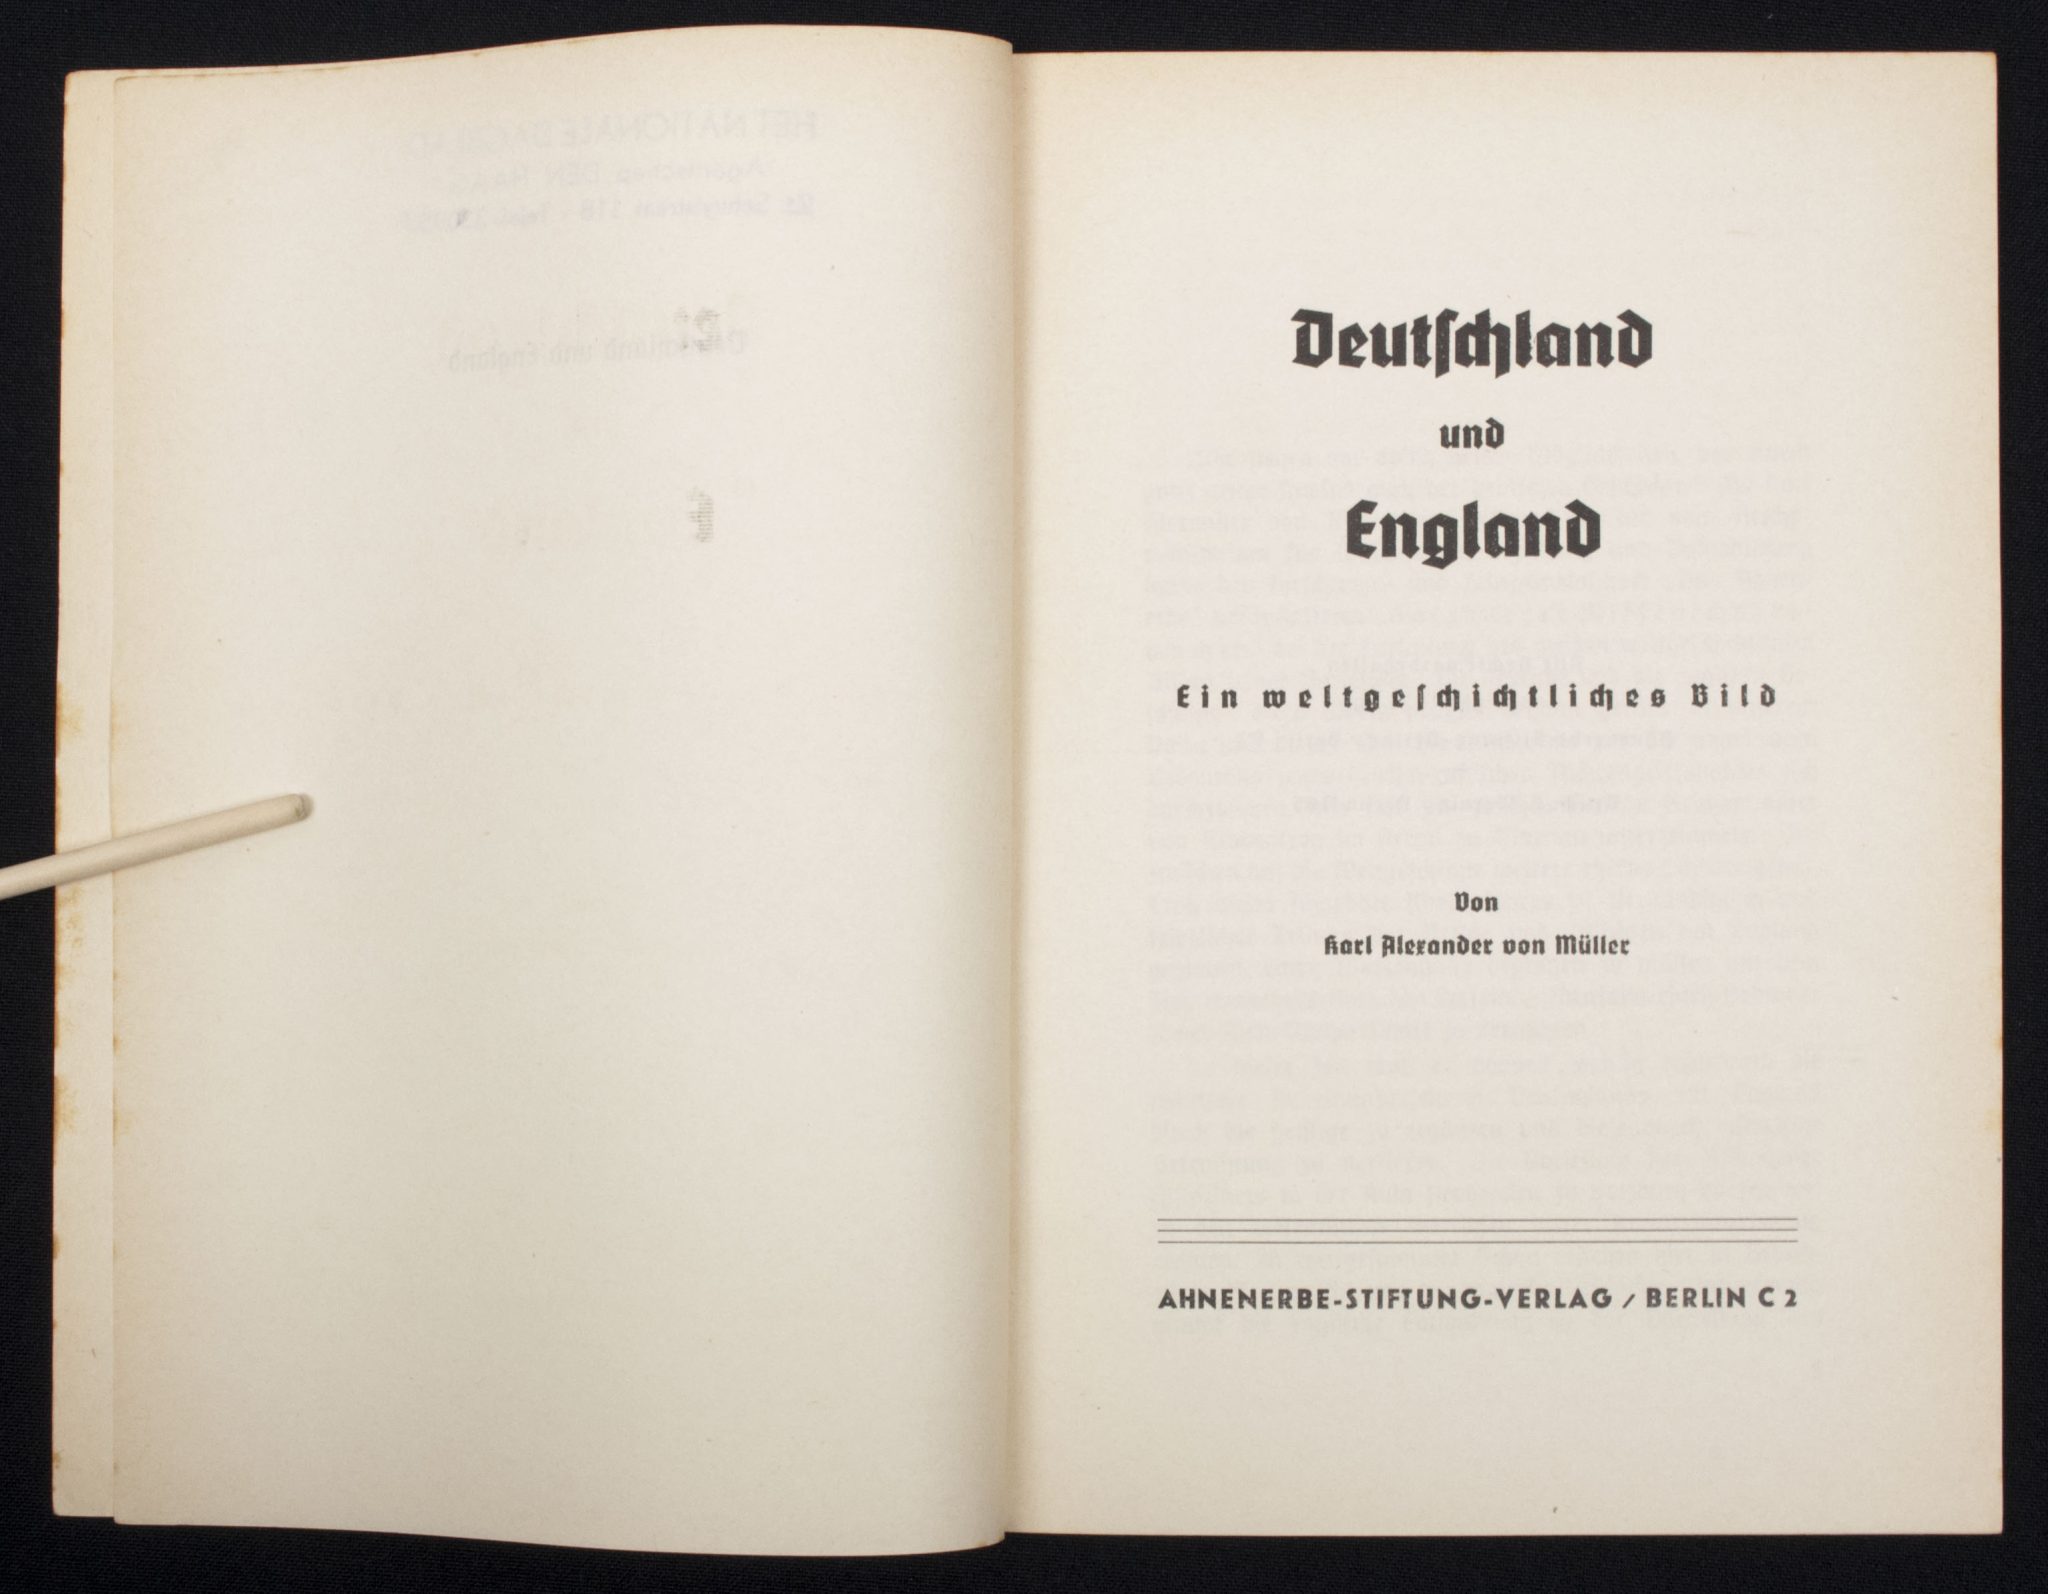 Deutſchland
und
England
Ein weltgeſchichtliches Bild
Von
Karl Alexander von Müller
AHNENERBE-STIFTUNG-VERLAG / BERLIN C 2